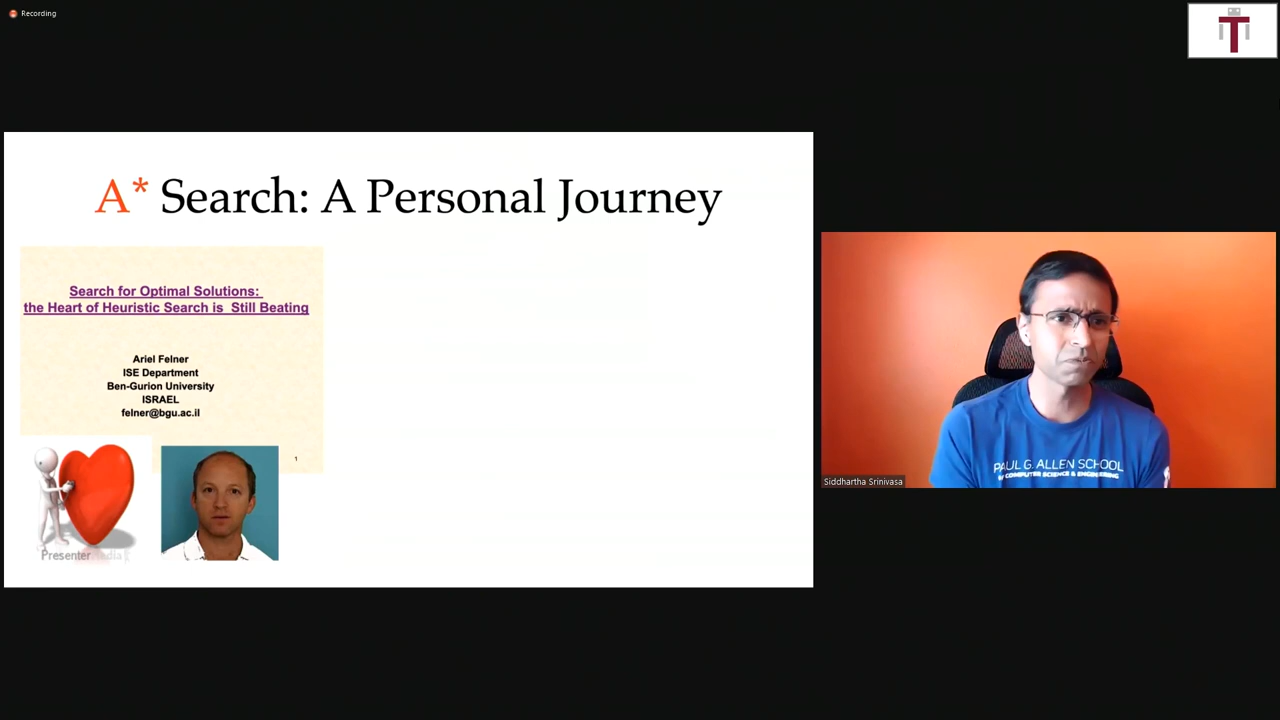 Recording
A* Search: A Personal Journey
Search for Optimal Solutions:
the Heart of Heuristic Search is Still Beating
Ariel Felner
ISE Department
Ben-Gurion University
ISRAEL
felner@bgu.ac.il
1
PresenterMedia
PAUL G. ALLEN SCHOOL
OF COMPUTER SCIENCE & ENGINEERING
Siddhartha Srinivasa